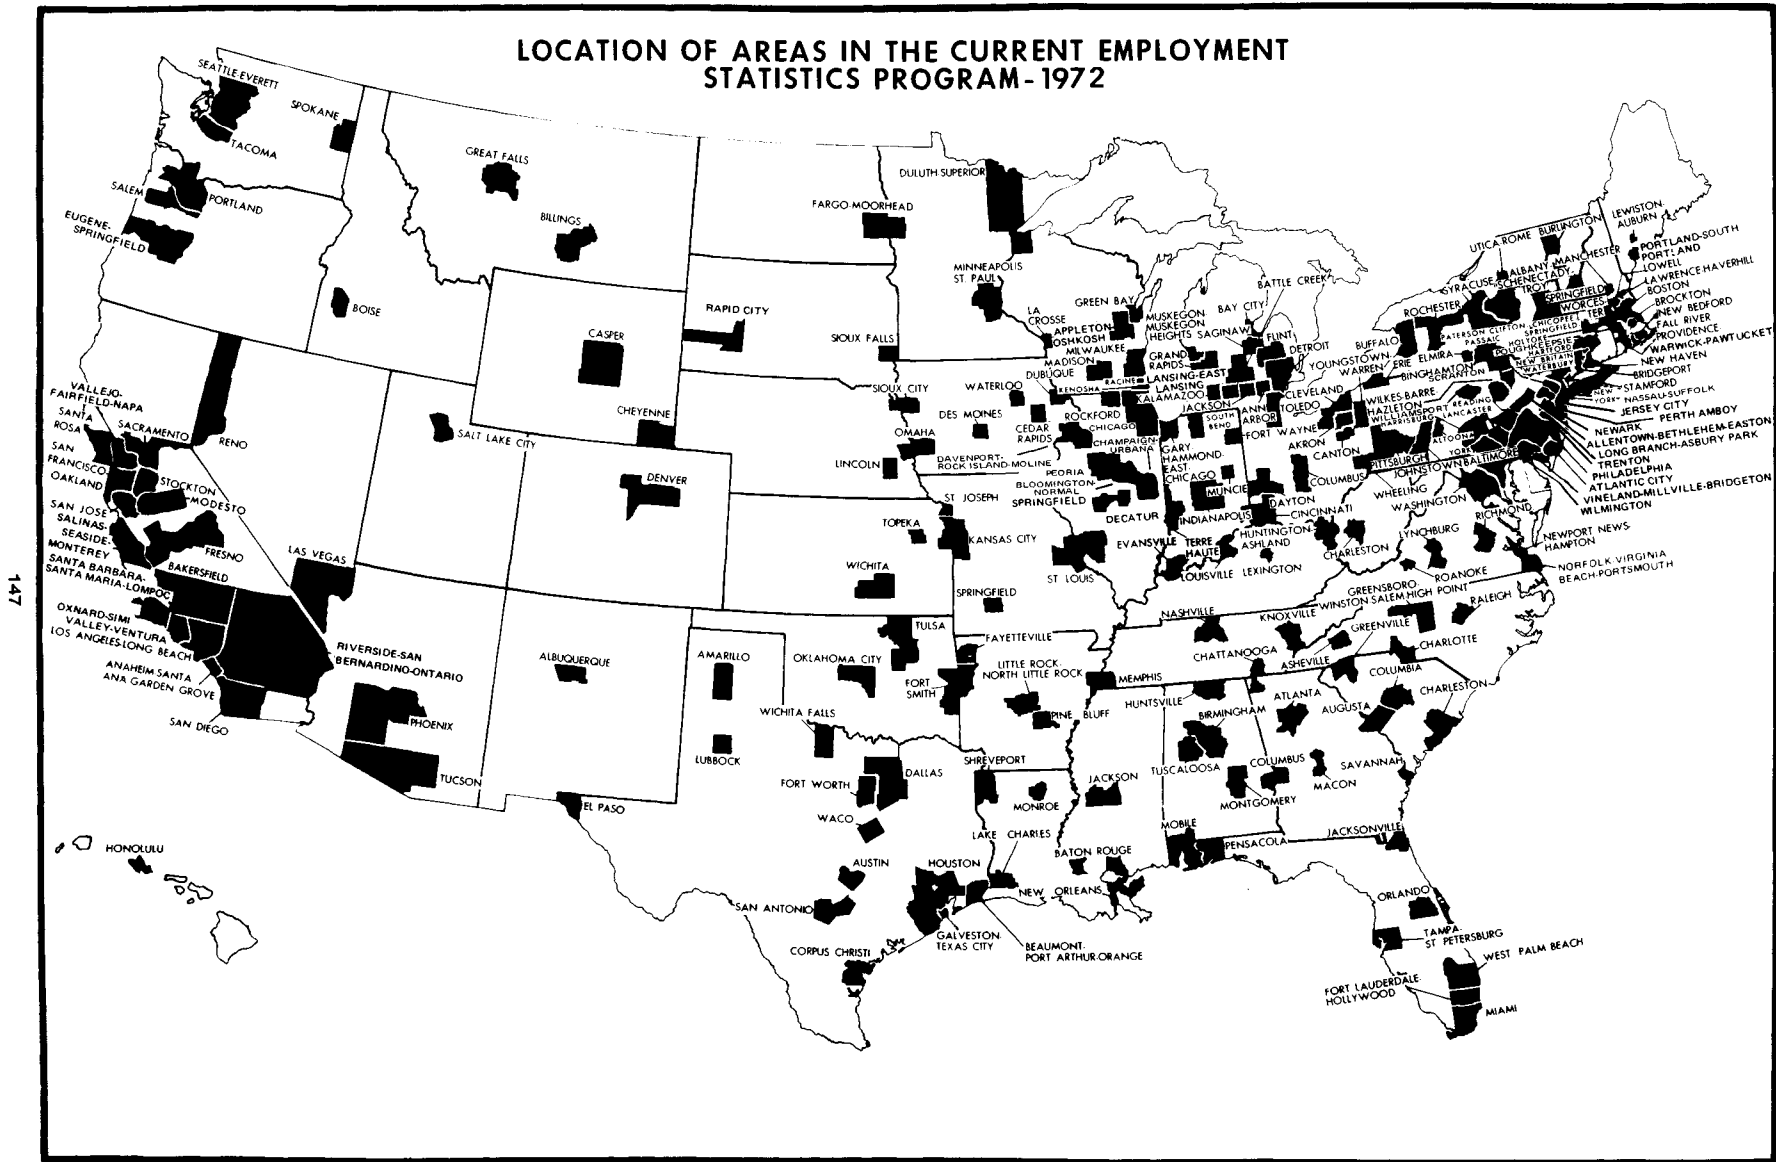 LOCATION OF AREAS IN THE CURRENT EMPLOYMENT
STATISTICS PROGRAM-1972
SEATTLE-EVERETT
SPOKANE
TACOMA
SALEM
PORTLAND
EUGENE-
SPRINGFIELD
GREAT FALLS
BILLINGS
BOISE
CASPER
CHEYENNE
RAPID CITY
SIOUX FALLS
FARGO-MOORHEAD
DULUTH-SUPERIOR
MINNEAPOLIS
ST. PAUL
LA
CROSSE
GREEN BAY
APPLETON
OSHKOSH
MILWAUKEE
MADISON
DUBUQUE
KENOSHA
RACINE
MUSKEGON
MUSKEGON
HEIGHTS
SAGINAW
BAY CITY
BATTLE CREEK
FLINT
DETROIT
GRAND
RAPIDS
LANSING-EAST
LANSING
KALAMAZOO
JACKSON
ANN
ARBOR
TOLEDO
SOUTH
BEND
FORT WAYNE
SIOUX CITY
WATERLOO
DES MOINES
CEDAR
RAPIDS
OMAHA
LINCOLN
DAVENPORT-
ROCK ISLAND-MOLINE
ROCKFORD
CHICAGO
CHAMPAIGN-
URBANA
PEORIA
BLOOMINGTON
NORMAL
SPRINGFIELD
DECATUR
GARY
HAMMOND-
EAST
CHICAGO
MUNCIE
INDIANAPOLIS
TERRE
HAUTE
EVANSVILLE
LOUISVILLE
LEXINGTON
YOUNGSTOWN
WARREN
ERIE
CLEVELAND
AKRON
CANTON
COLUMBUS
DAYTON
CINCINNATI
HUNTINGTON
ASHLAND
CHARLESTON
WHEELING
BUFFALO
ROCHESTER
SYRACUSE
UTICA-ROME
BURLINGTON
LEWISTON-
AUBURN
PORTLAND-SOUTH
PORTLAND
ALBANY
SCHENECTADY-
TROY
MANCHESTER
LOWELL
LAWRENCE-HAVERHILL
BOSTON
BROCKTON
NEW BEDFORD
FALL RIVER
PROVIDENCE-
WARWICK-PAWTUCKET
NEW HAVEN
BRIDGEPORT
STAMFORD
NEW
YORK
NASSAU-SUFFOLK
JERSEY CITY
PERTH AMBOY
NEWARK
ALLENTOWN-BETHLEHEM-EASTON
LONG BRANCH-ASBURY PARK
TRENTON
PHILADELPHIA
ATLANTIC CITY
VINELAND-MILLVILLE-BRIDGETON
WILMINGTON
SPRINGFIELD
WORCES
TER
PATERSON CLIFTON
PASSAIC
CHICOPEE
SPRINGFIELD
HOLYOKE
POUGHKEEPSIE
HARTFORD
NEW BRITAIN
WATERBURY
ELMIRA
BINGHAMTON
SCRANTON
WILKES-BARRE
HAZLETON
WILLIAMSPORT
READING
HARRISBURG
LANCASTER
ALTOONA
YORK
PITTSBURGH
JOHNSTOWN
BALTIMORE
WASHINGTON
RICHMOND
LYNCHBURG
ROANOKE
NEWPORT NEWS-
HAMPTON
NORFOLK-VIRGINIA
BEACH-PORTSMOUTH
GREENSBORO-
WINSTON SALEM-HIGH POINT
RALEIGH
GREENVILLE
CHARLOTTE
ASHEVILLE
COLUMBIA
CHARLESTON
AUGUSTA
NASHVILLE
KNOXVILLE
CHATTANOOGA
MEMPHIS
HUNTSVILLE
BIRMINGHAM
ATLANTA
TUSCALOOSA
COLUMBUS
MACON
SAVANNAH
MONTGOMERY
MOBILE
PENSACOLA
JACKSONVILLE
ORLANDO
TAMPA-
ST PETERSBURG
WEST PALM BEACH
FORT LAUDERDALE-
HOLLYWOOD
MIAMI
VALLEJO-
FAIRFIELD-NAPA
SANTA
ROSA
SACRAMENTO
RENO
SAN
FRANCISCO-
OAKLAND
STOCKTON
MODESTO
SAN JOSE
SALINAS-
SEASIDE-
MONTEREY
FRESNO
BAKERSFIELD
SANTA BARBARA-
SANTA MARIA-LOMPOC
OXNARD-SIMI
VALLEY-VENTURA
LOS ANGELES-LONG BEACH
ANAHEIM SANTA
ANA GARDEN GROVE
SAN DIEGO
RIVERSIDE-SAN
BERNARDINO-ONTARIO
LAS VEGAS
SALT LAKE CITY
DENVER
PHOENIX
TUCSON
ALBUQUERQUE
EL PASO
AMARILLO
LUBBOCK
WICHITA FALLS
OKLAHOMA CITY
TULSA
WICHITA
TOPEKA
ST JOSEPH
KANSAS CITY
ST LOUIS
SPRINGFIELD
FAYETTEVILLE
FORT
SMITH
LITTLE ROCK-
NORTH LITTLE ROCK
PINE BLUFF
FORT WORTH
DALLAS
WACO
AUSTIN
SAN ANTONIO
CORPUS CHRISTI
HOUSTON
GALVESTON-
TEXAS CITY
BEAUMONT-
PORT ARTHUR-ORANGE
SHREVEPORT
MONROE
JACKSON
LAKE CHARLES
BATON ROUGE
NEW ORLEANS
HONOLULU
147